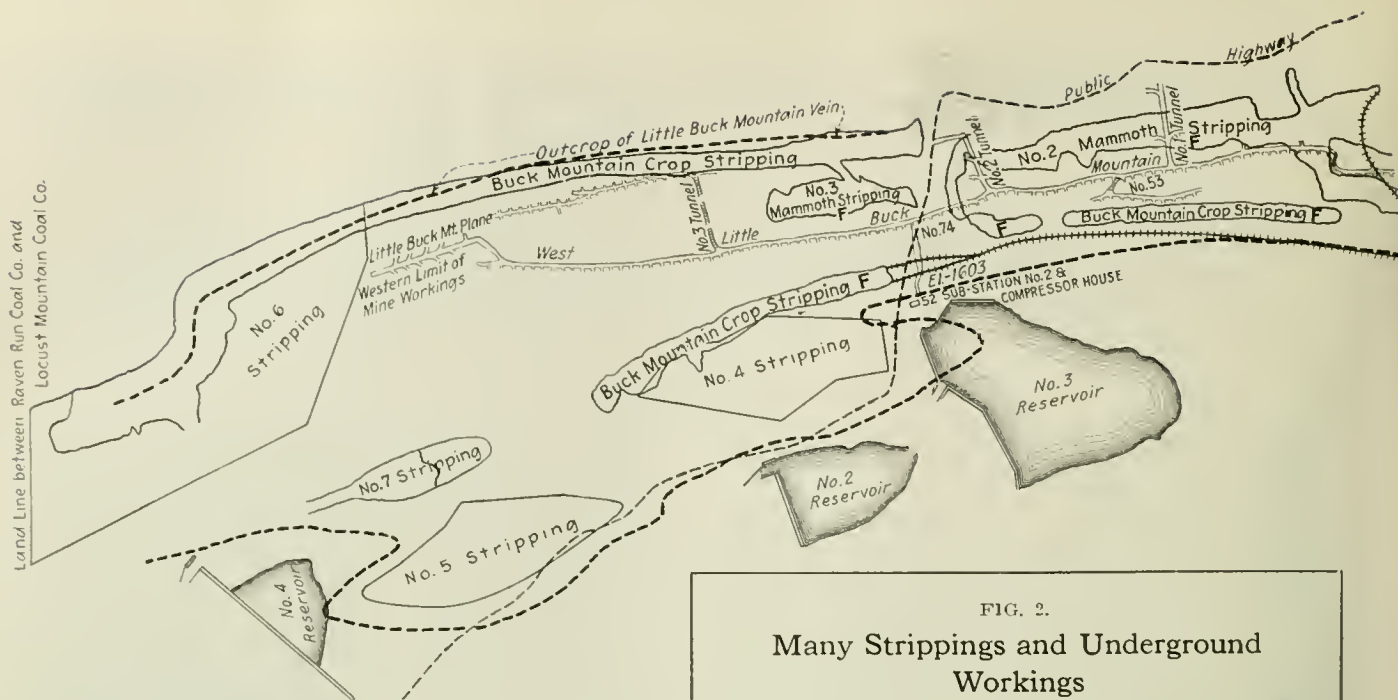 Public Highway
Outcrop of Little Buck Mountain Vein
Buck Mountain Crop Stripping
No.2 Tunnel
No.2 Mammoth Stripping
F
No.1 Tunnel
Mountain
No.53
No.3
Mammoth Stripping
F
Buck Mountain Crop Stripping F
F
No.3 Tunnel
Little Buck
West
No.74
Little Buck Mt. Plane
Western Limit of
Mine Workings
Land Line between Raven Run Coal Co. and
Locust Mountain Coal Co.
No.6
Stripping
El-1603
52 SUB-STATION No.2 &
COMPRESSOR HOUSE
Buck Mountain Crop Stripping F
No.4 Stripping
No.3
Reservoir
No.7 Stripping
No.2
Reservoir
No.5 Stripping
No.4
Reservoir
FIG. 2.
Many Strippings and Underground
Workings